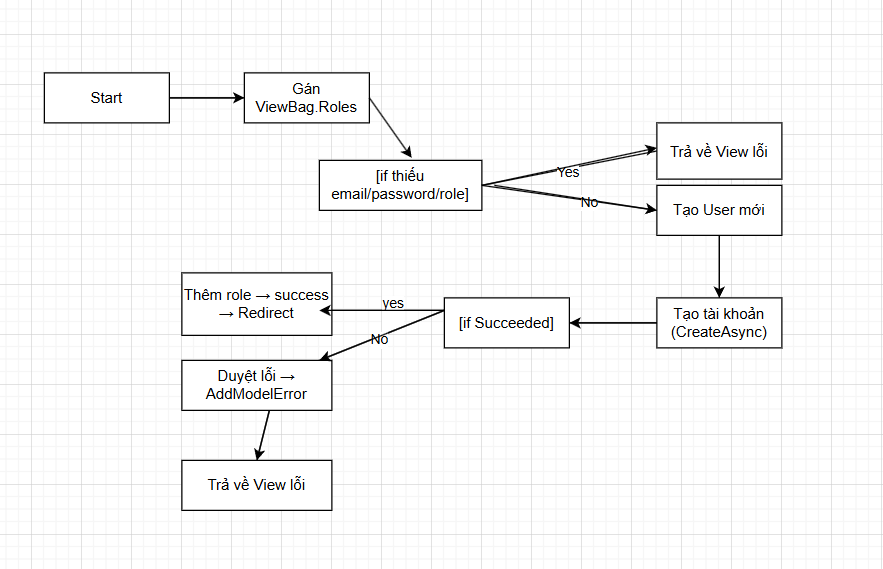 Start
Gán
ViewBag.Roles
[if thiếu
email/password/role]
Yes
No
Trả về View lỗi
Tạo User mới
Tạo tài khoản
(CreateAsync)
[if Succeeded]
yes
No
Thêm role → success
→ Redirect
Duyệt lỗi →
AddModelError
Trả về View lỗi